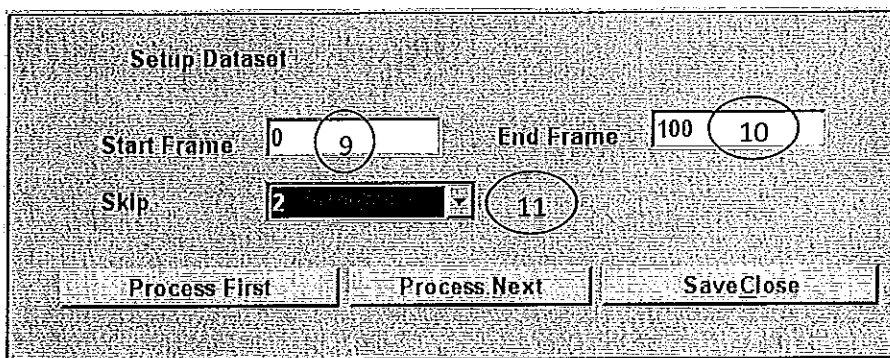 Setup Dataset
Start Frame 0 9 End Frame 100 10
Skip 2 11
Process First Process Next SaveClose